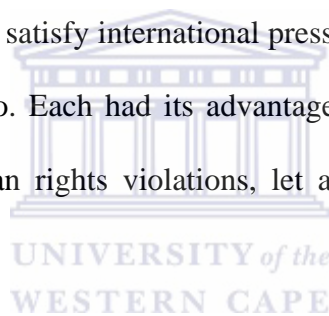 satisfy international press
o. Each had its advantage
an rights violations, let a
UNIVERSITY of the
WESTERN CAPE